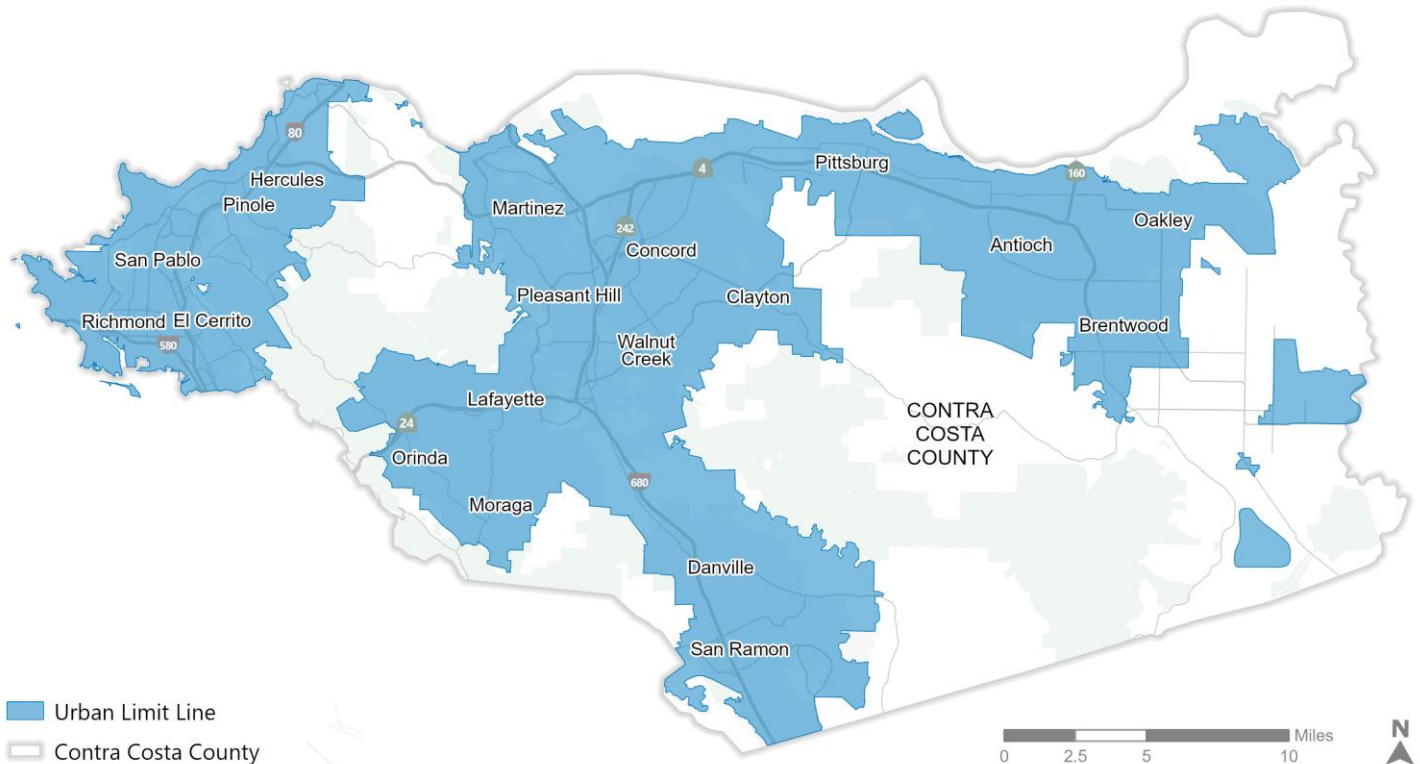 80
Hercules
Pinole
San Pablo
Richmond
El Cerrito
580
Martinez
4
242
Concord
Pleasant Hill
Clayton
Walnut
Creek
Pittsburg
160
Oakley
Antioch
Brentwood
Lafayette
24
Orinda
Moraga
680
CONTRA
COSTA
COUNTY
Danville
San Ramon
Urban Limit Line
Contra Costa County
Miles
0 2.5 5 10
N